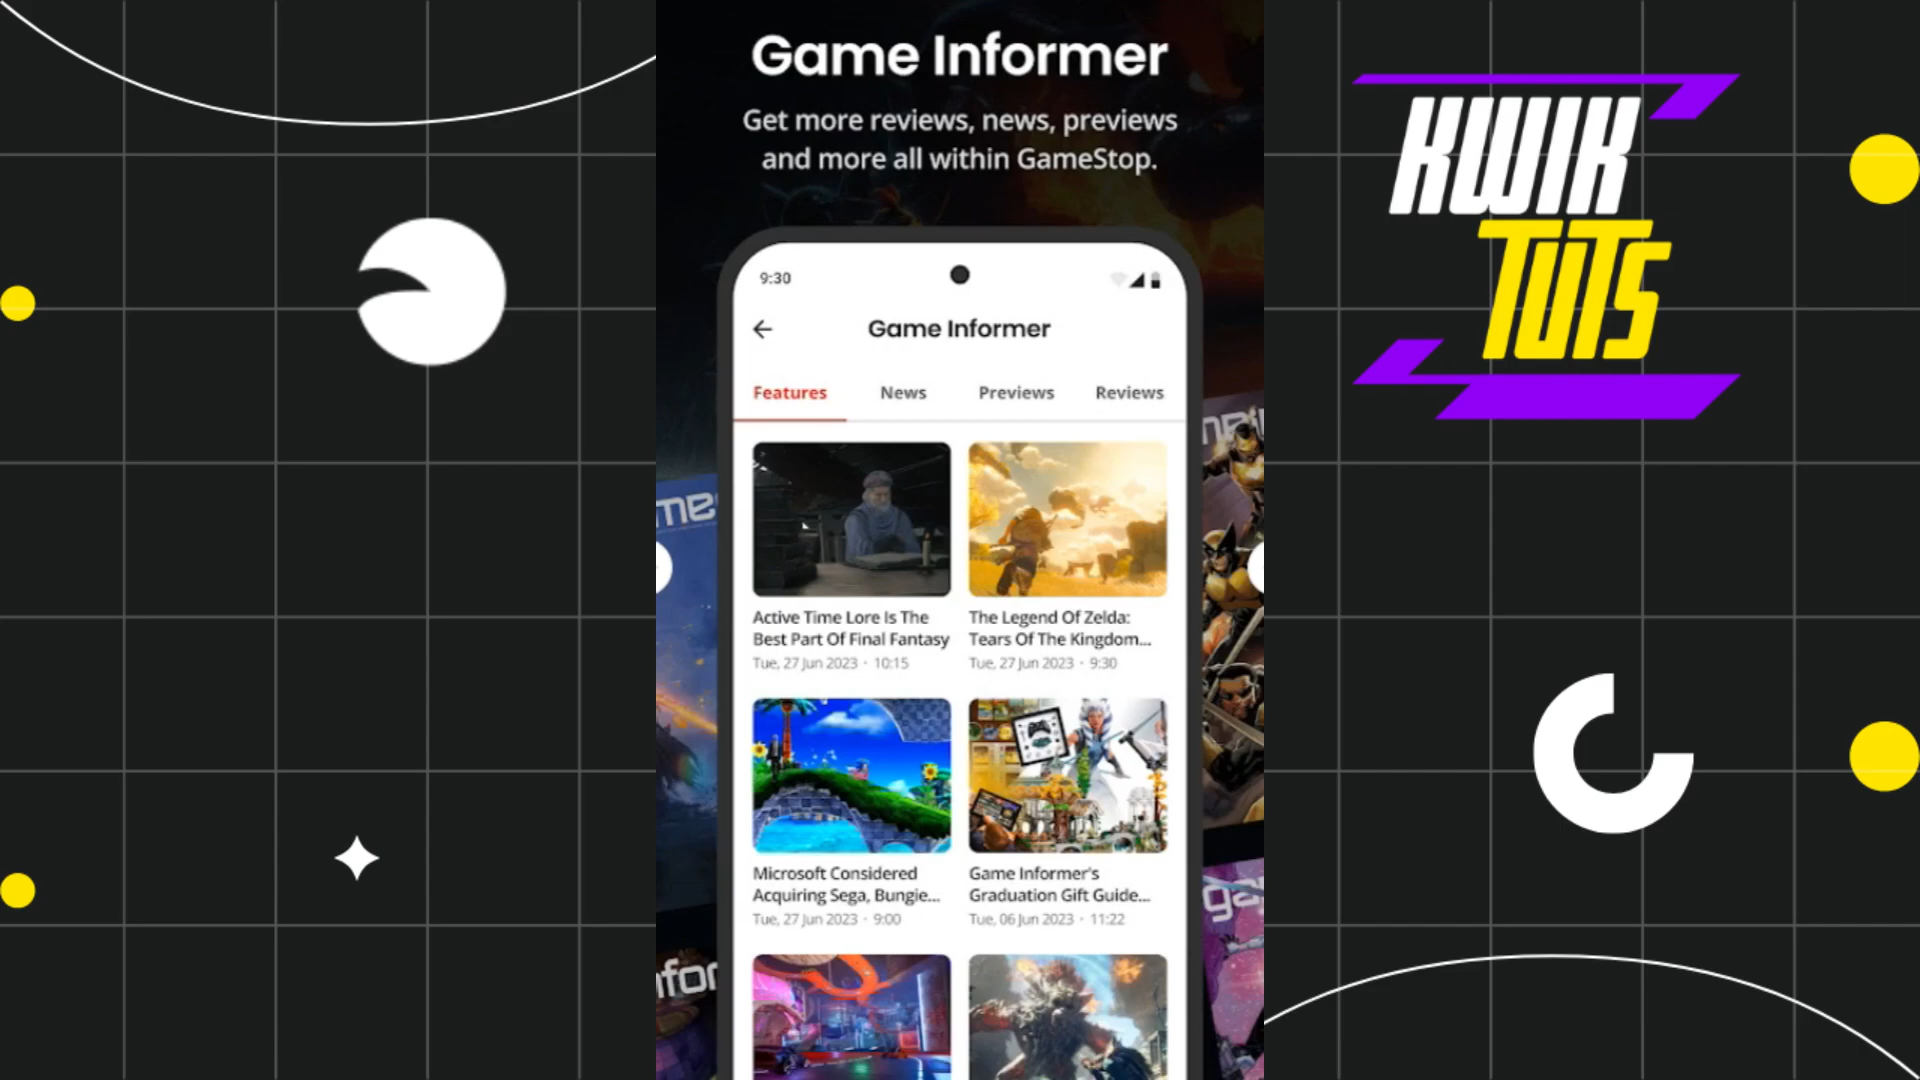 Game Informer
Get more reviews, news, previews
and more all within GameStop.
KWIK
TUTS
9:30
Game Informer
Features
News
Previews
Reviews
Active Time Lore Is The
Best Part Of Final Fantasy
Tue, 27 Jun 2023 · 10:15
The Legend Of Zelda:
Tears Of The Kingdom...
Tue, 27 Jun 2023 · 9:30
Microsoft Considered
Acquiring Sega, Bungie...
Tue, 27 Jun 2023 · 9:00
Game Informer's
Graduation Gift Guide...
Tue, 06 Jun 2023 · 11:22